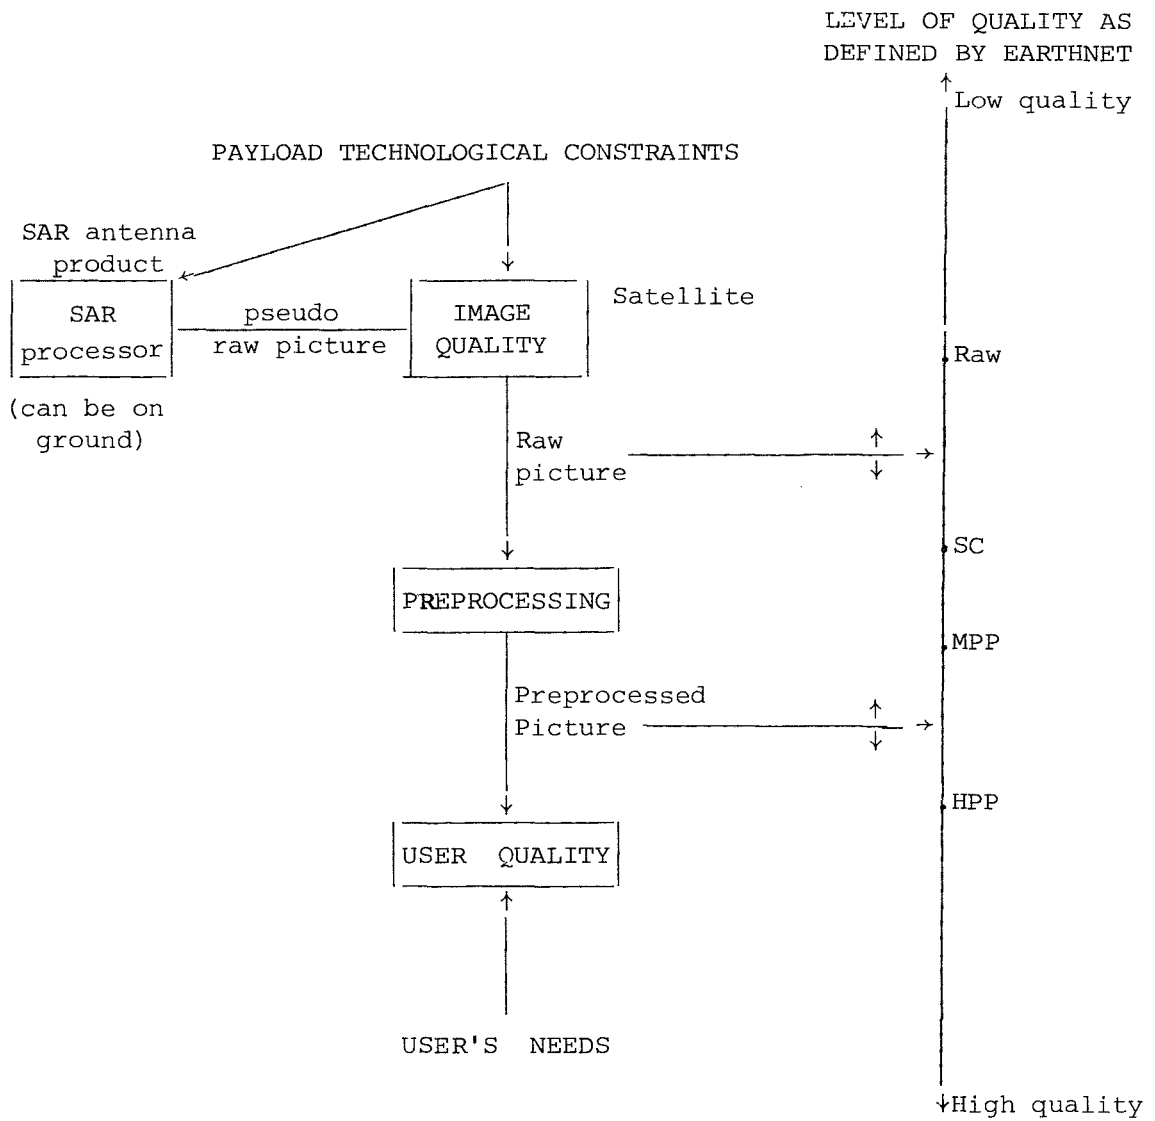 LEVEL OF QUALITY AS
DEFINED BY EARTHNET
Low quality
PAYLOAD TECHNOLOGICAL CONSTRAINTS
SAR antenna
product
SAR
processor
(can be on
ground)
pseudo
raw picture
IMAGE
QUALITY
Satellite
Raw
Raw
picture
SC
PREPROCESSING
MPP
Preprocessed
Picture
HPP
USER QUALITY
USER'S NEEDS
High quality